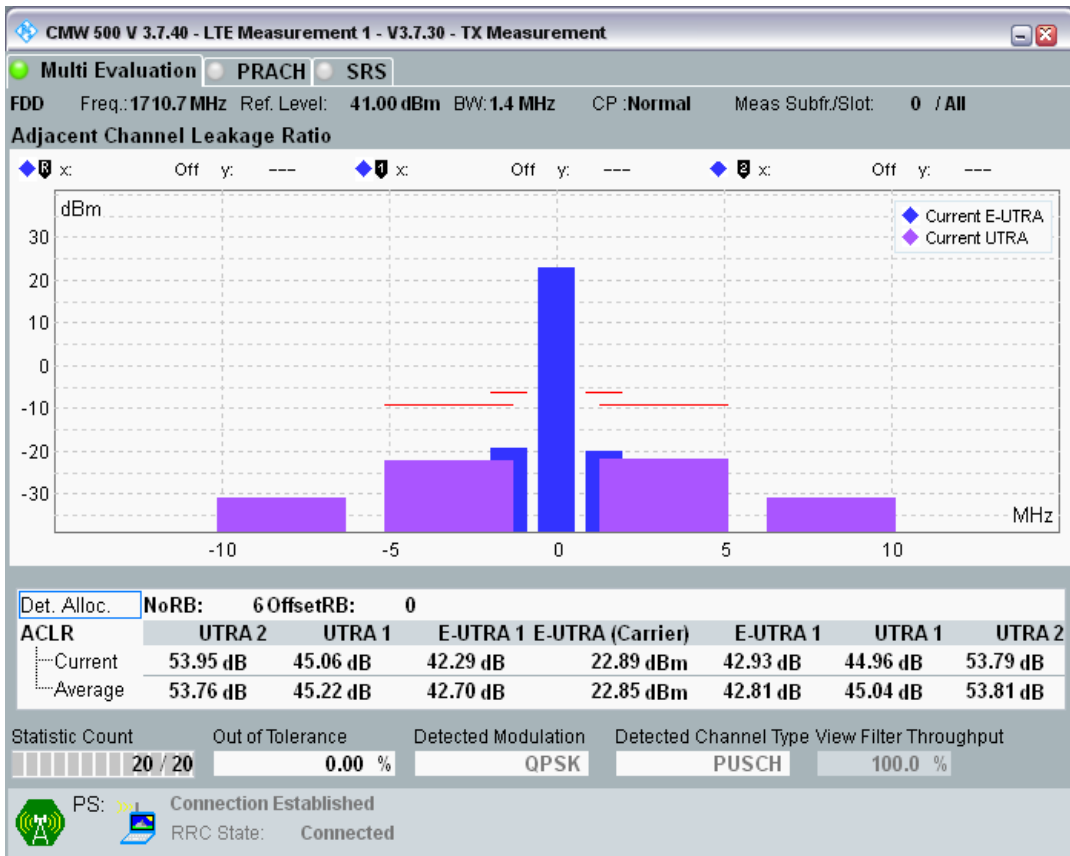 CMW 500 V 3.7.40 - LTE Measurement 1 - V3.7.30 - TX Measurement
Multi Evaluation PRACH SRS
FDD Freq.: 1710.7 MHz Ref. Level: 41.00 dBm BW: 1.4 MHz CP :Normal Meas Subfr./Slot: 0 / All
Adjacent Channel Leakage Ratio
R x: Off y: --- 1 x: Off y: --- 2 x: Off y: ---
dBm
Current E-UTRA
Current UTRA
30
20
10
0
-10
-20
-30
MHz
-10 -5 0 5 10
Det. Alloc. NoRB: 6 OffsetRB: 0
ACLR UTRA 2 UTRA 1 E-UTRA 1 E-UTRA (Carrier) E-UTRA 1 UTRA 1 UTRA 2
Current 53.95 dB 45.06 dB 42.29 dB 22.89 dBm 42.93 dB 44.96 dB 53.79 dB
Average 53.76 dB 45.22 dB 42.70 dB 22.85 dBm 42.81 dB 45.04 dB 53.81 dB
Statistic Count Out of Tolerance Detected Modulation Detected Channel Type View Filter Throughput
20 / 20 0.00 % QPSK PUSCH 100.0 %
PS: Connection Established
RRC State: Connected